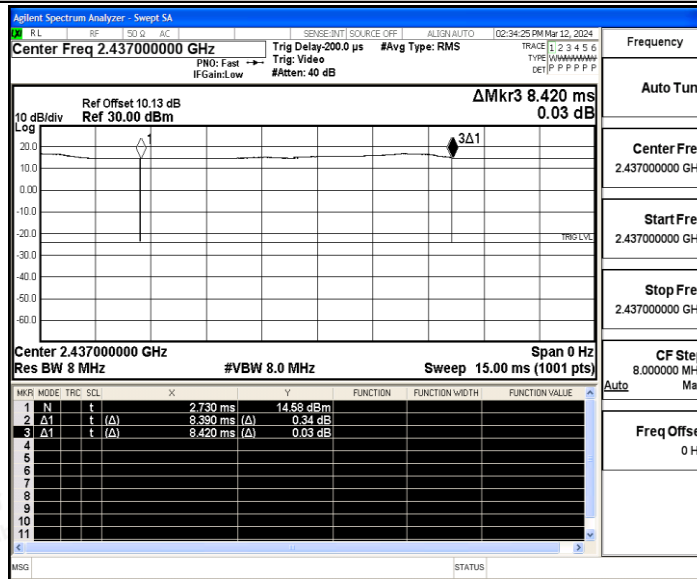 Agilent Spectrum Analyzer - Swept SA
RL RF 50 Ω AC SENSE:INT SOURCE OFF ALIGN AUTO 02:34:25 PM Mar 12, 2024
Center Freq 2.437000000 GHz Trig Delay-200.0 µs #Avg Type: RMS TRACE 1 2 3 4 5 6
PNO: Fast Trig: Video TYPE
IFGain:Low #Atten: 40 dB DET P P P P P P
ΔMkr3 8.420 ms
0.03 dB
Ref Offset 10.13 dB
10 dB/div Ref 30.00 dBm
Log
20.0
10.0
0.00
-10.0
-20.0
-30.0
-40.0
-50.0
-60.0
1
3Δ1
TRIG LVL
Center 2.437000000 GHz Span 0 Hz
Res BW 8 MHz #VBW 8.0 MHz Sweep 15.00 ms (1001 pts)
MKR MODE TRC SCL X Y FUNCTION FUNCTION WIDTH FUNCTION VALUE
1 N t 2.730 ms 14.58 dBm
2 Δ1 t (Δ) 8.390 ms (Δ) 0.34 dB
3 Δ1 t (Δ) 8.420 ms (Δ) 0.03 dB
4
5
6
7
8
9
10
11
MSG STATUS
Frequency
Auto Tun
Center Fre
2.437000000 GH
Start Fre
2.437000000 GH
Stop Fre
2.437000000 GH
CF Ste
8.000000 MH
Auto Ma
Freq Offse
0 H